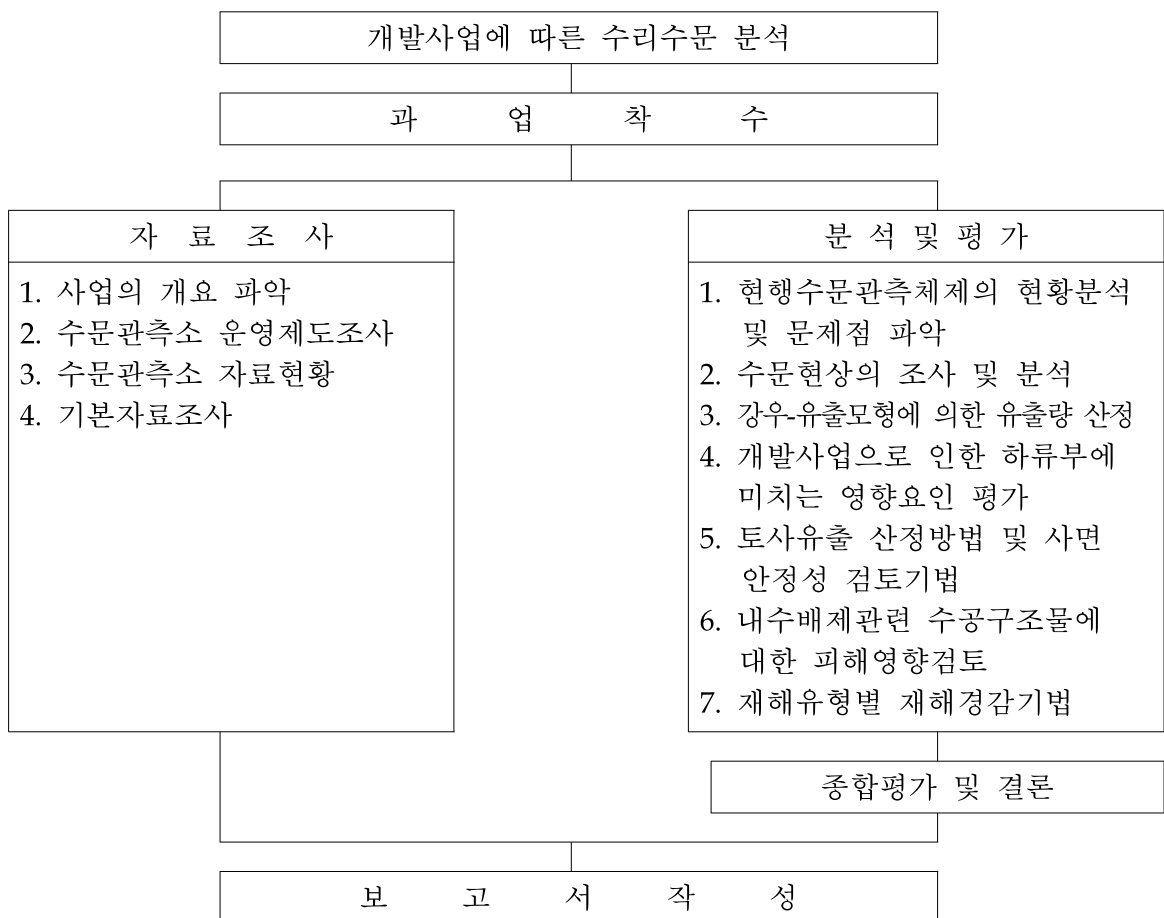 개발사업에 따른 수리수문 분석
과 업 착 수
자 료 조 사
1. 사업의 개요 파악
2. 수문관측소 운영제도조사
3. 수문관측소 자료현황
4. 기본자료조사
분 석 및 평 가
1. 현행수문관측체제의 현황분석
및 문제점 파악
2. 수문현상의 조사 및 분석
3. 강우-유출모형에 의한 유출량 산정
4. 개발사업으로 인한 하류부에
미치는 영향요인 평가
5. 토사유출 산정방법 및 사면
안정성 검토기법
6. 내수배제관련 수공구조물에
대한 피해영향검토
7. 재해유형별 재해경감기법
종합평가 및 결론
보 고 서 작 성